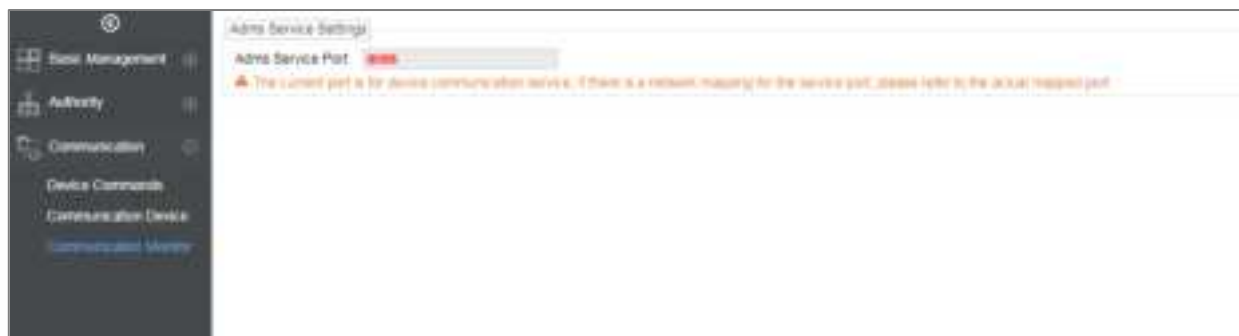 Basic Management
Authority
Communication
Device Commands
Communication Device
Communication Monitor
Adms Service Settings
Adms Service Port
The current port is for device communication service, if there is a network mapping for the service port, please refer to the actual mapped port